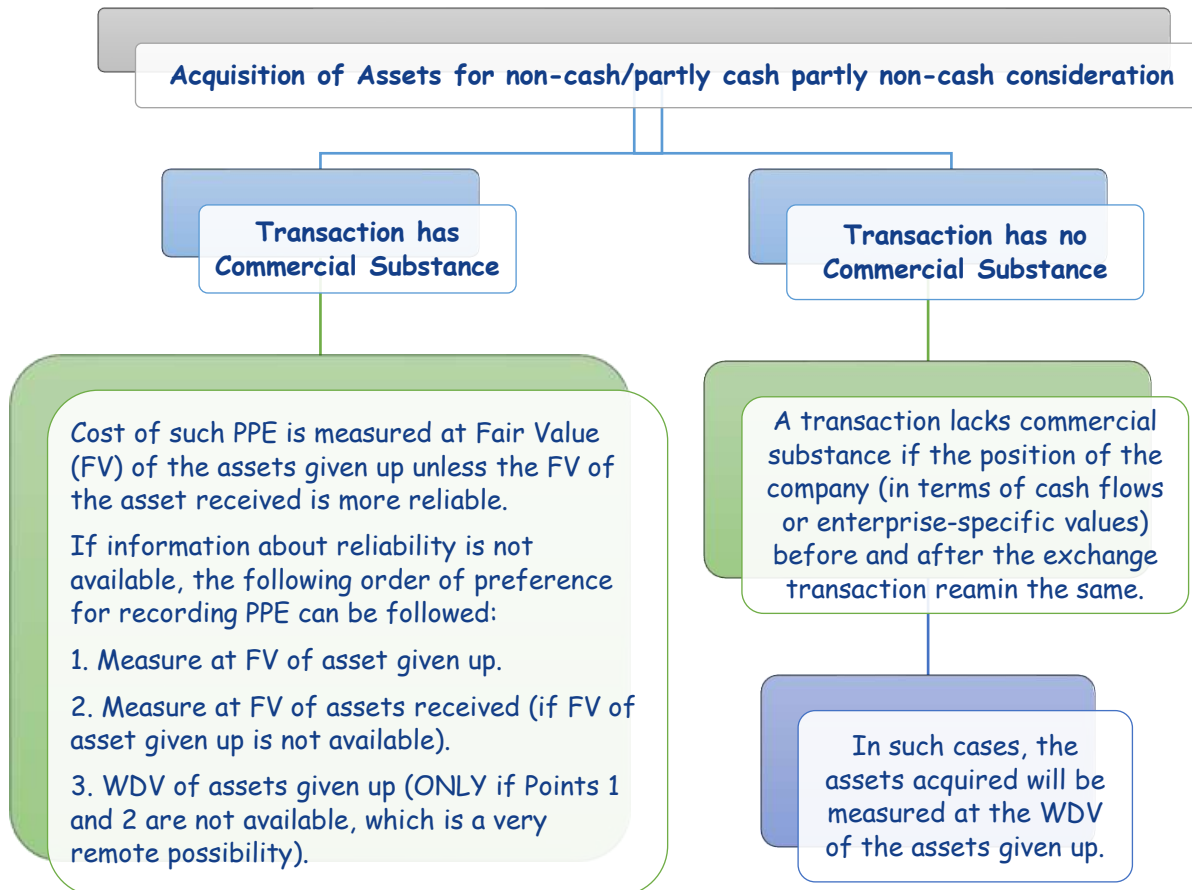 Acquisition of Assets for non-cash/partly cash partly non-cash consideration
Transaction has
Commercial Substance
Cost of such PPE is measured at Fair Value
(FV) of the assets given up unless the FV of
the asset received is more reliable.
If information about reliability is not
available, the following order of preference
for recording PPE can be followed:
1. Measure at FV of asset given up.
2. Measure at FV of assets received (if FV of
asset given up is not available).
3. WDV of assets given up (ONLY if Points 1
and 2 are not available, which is a very
remote possibility).
Transaction has no
Commercial Substance
A transaction lacks commercial
substance if the position of the
company (in terms of cash flows
or enterprise-specific values)
before and after the exchange
transaction reamin the same.
In such cases, the
assets acquired will be
measured at the WDV
of the assets given up.